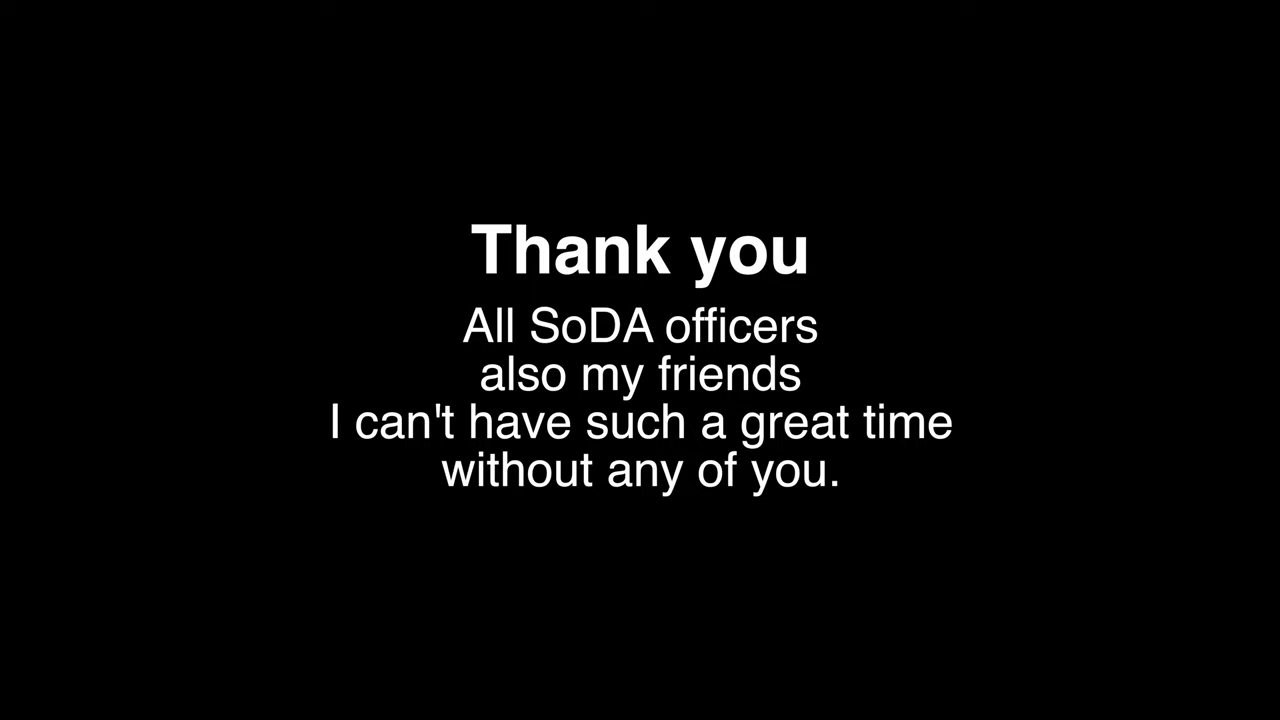 Thank you
All SoDA officers
also my friends
I can't have such a great time
without any of you.